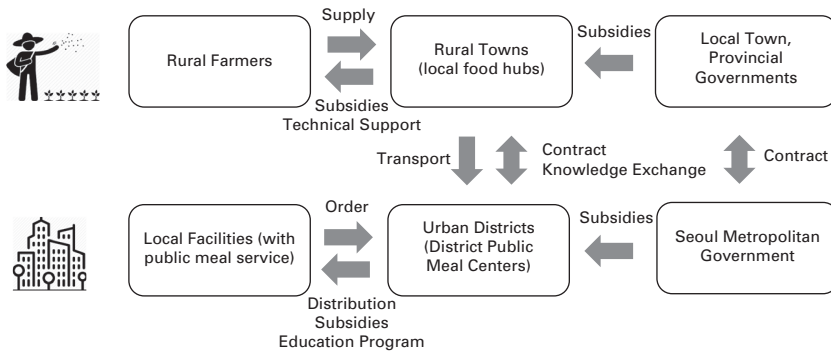 Supply
Rural Farmers
Subsidies
Technical Support
Rural Towns
(local food hubs)
Subsidies
Local Town,
Provincial
Governments
Transport
Contract
Knowledge Exchange
Contract
Local Facilities (with
public meal service)
Order
Distribution
Subsidies
Education Program
Urban Districts
(District Public
Meal Centers)
Subsidies
Seoul Metropolitan
Government